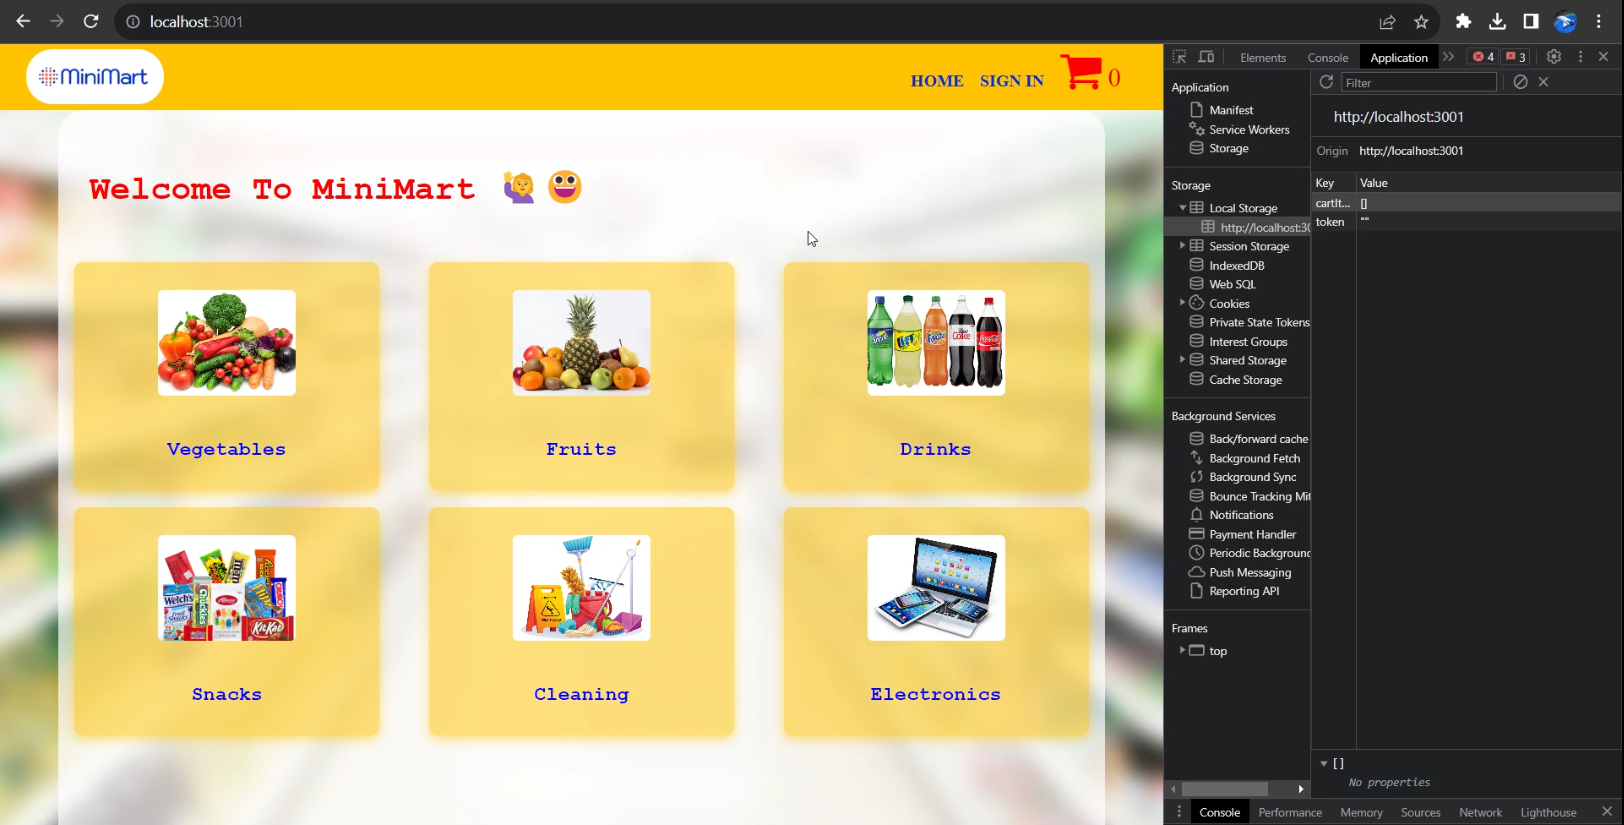 localhost:3001
MiniMart
HOME SIGN IN 0
Welcome To MiniMart
Vegetables
Fruits
Drinks
Snacks
Cleaning
Electronics
Elements Console Application 4 3
Application
Manifest
Service Workers
Storage
Storage
Local Storage
http://localhost:30
Session Storage
IndexedDB
Web SQL
Cookies
Private State Tokens
Interest Groups
Shared Storage
Cache Storage
Background Services
Back/forward cache
Background Fetch
Background Sync
Bounce Tracking Mit
Notifications
Payment Handler
Periodic Background
Push Messaging
Reporting API
Frames
top
Filter
http://localhost:3001
Origin http://localhost:3001
Key Value
cartIt... []
token ""
[]
No properties
Console Performance Memory Sources Network Lighthouse